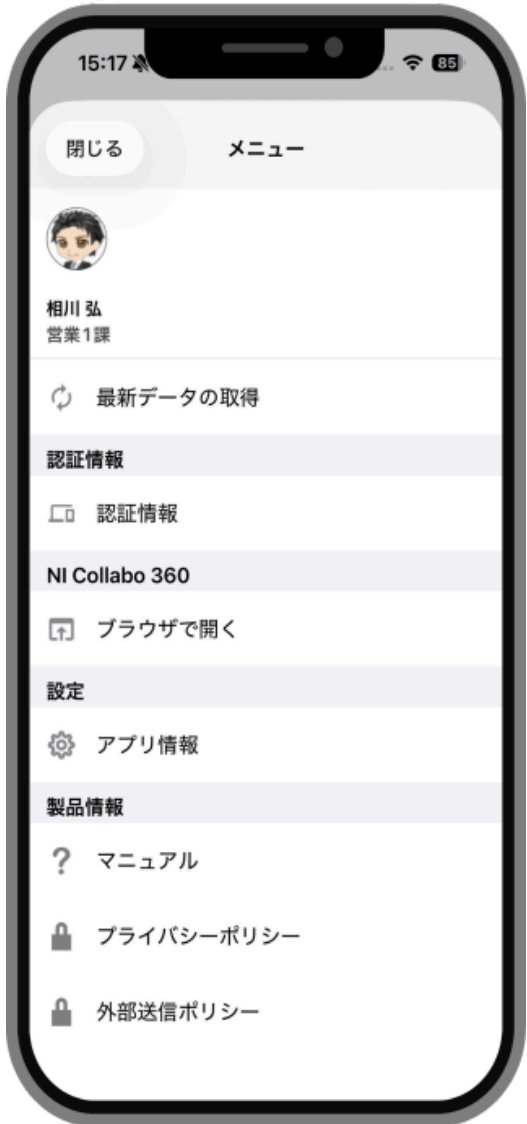 15:17
85
閉じる
メニュー
相川 弘
営業1課
最新データの取得
認証情報
認証情報
NI Collabo 360
ブラウザで開く
設定
アプリ情報
製品情報
マニュアル
プライバシーポリシー
外部送信ポリシー